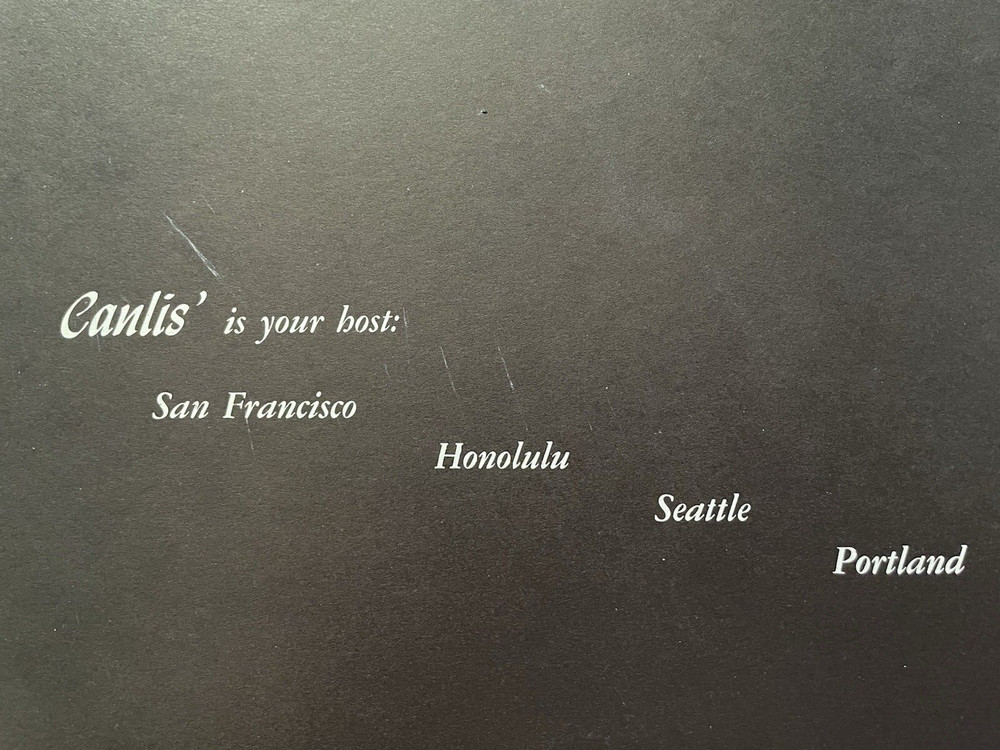 Canlis’ is your host:
San Francisco
Honolulu
Seattle
Portland